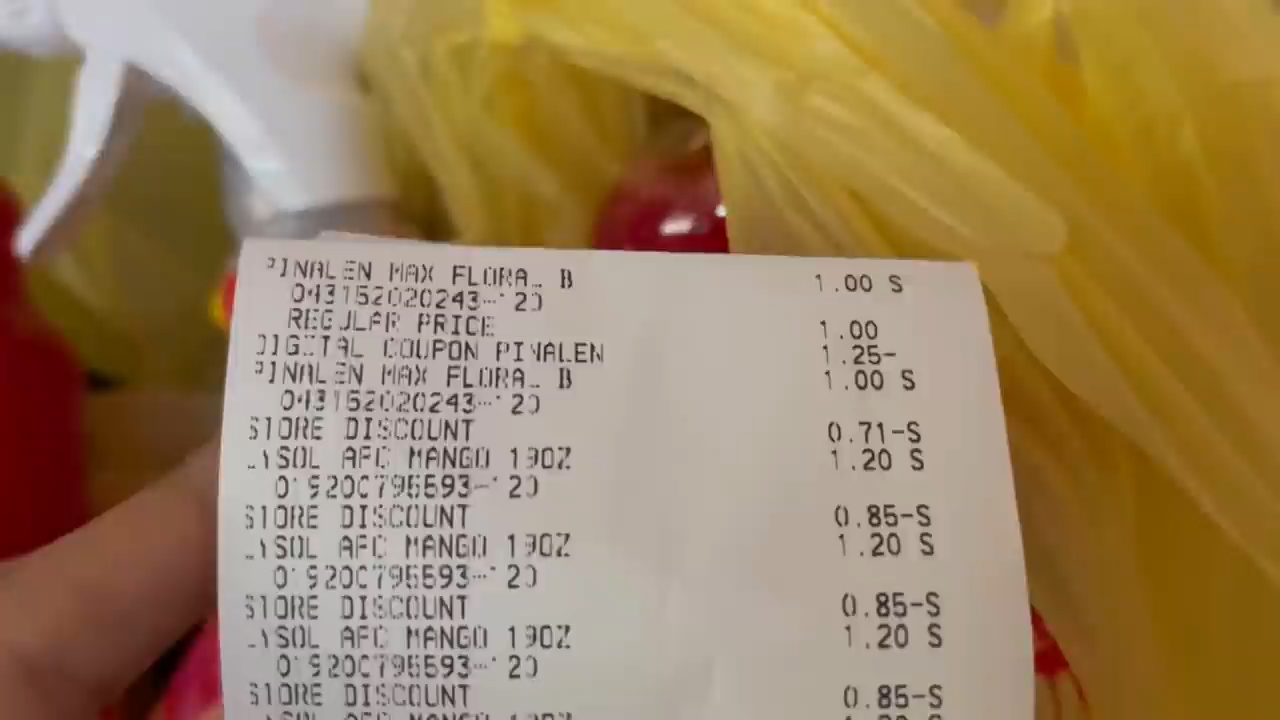 PINALEN MAX FLORAL B 1.00 S
043152020243 20
REGULAR PRICE 1.00
DIGITAL COUPON PINALEN 1.25-
PINALEN MAX FLORAL B 1.00 S
043152020243 20
STORE DISCOUNT 0.71-S
LYSOL AFC MANGO 19OZ 1.20 S
019200795593 20
STORE DISCOUNT 0.85-S
LYSOL AFC MANGO 19OZ 1.20 S
019200795593 20
STORE DISCOUNT 0.85-S
LYSOL AFC MANGO 19OZ 1.20 S
019200795593 20
STORE DISCOUNT 0.85-S